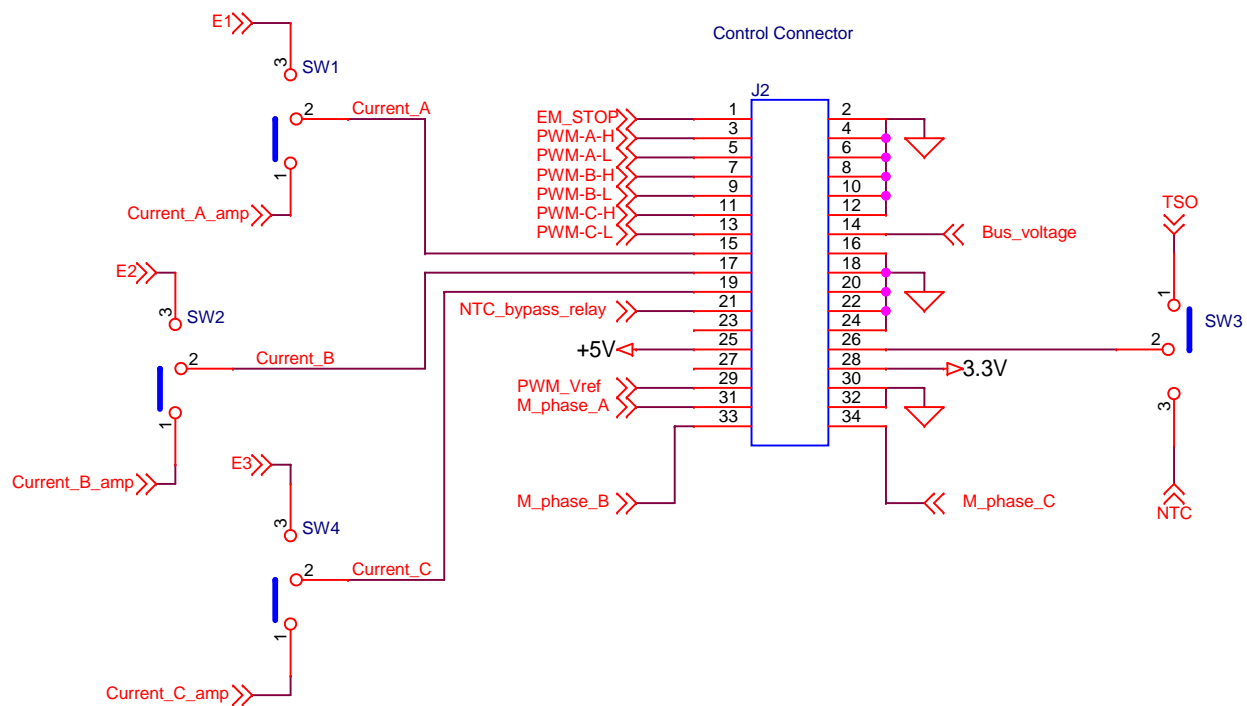 E1
3
SW1
2
Current_A
1
Current_A_amp
E2
3
SW2
2
Current_B
1
Current_B_amp
E3
3
SW4
2
Current_C
1
Current_C_amp
Control Connector
J2
EM_STOP 1 2
PWM-A-H 3 4
PWM-A-L 5 6
PWM-B-H 7 8
PWM-B-L 9 10
PWM-C-H 11 12
PWM-C-L 13 14 Bus_voltage
15 16
17 18
19 20
NTC_bypass_relay 21 22
23 24
+5V 25 26
27 28 3.3V
PWM_Vref 29 30
M_phase_A 31 32
33 34
M_phase_B
M_phase_C
TSO
1
SW3
2
3
NTC